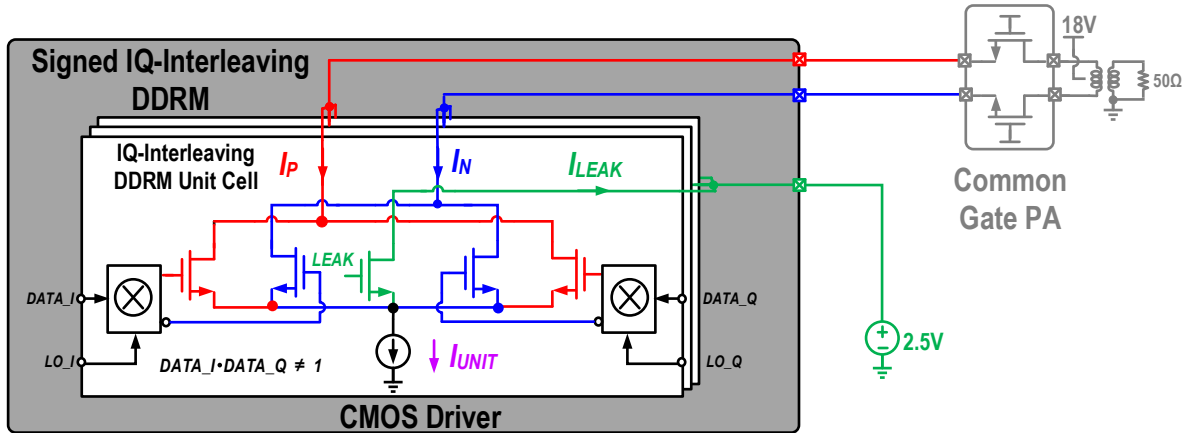 Signed IQ-Interleaving
DDRM
IQ-Interleaving
DDRM Unit Cell
IP
IN
ILEAK
LEAK
DATA_I
LO_I
DATA_I•DATA_Q ≠ 1
IUNIT
DATA_Q
LO_Q
CMOS Driver
18V
50Ω
Common
Gate PA
+
−
2.5V